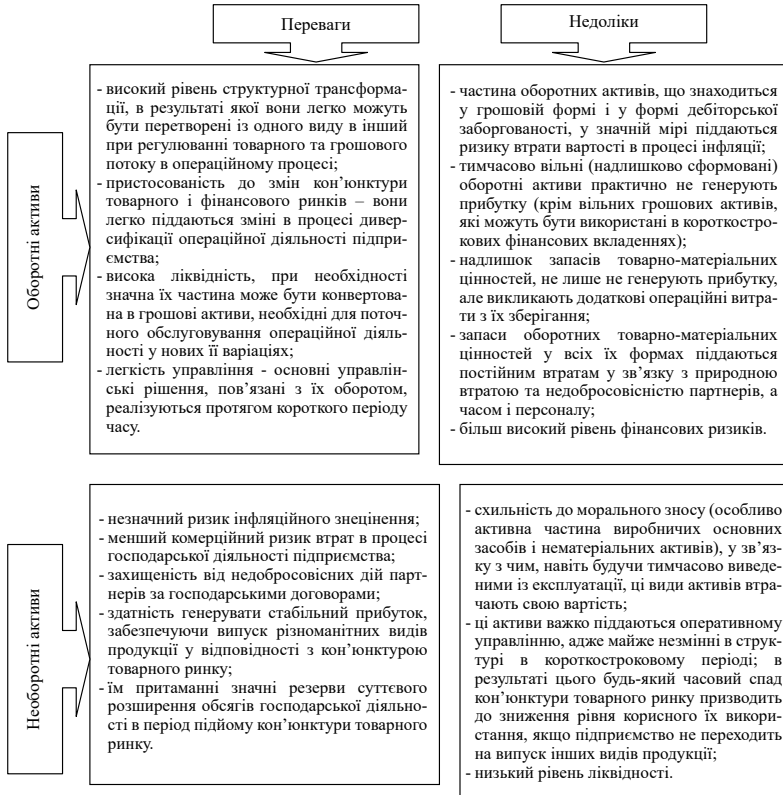 Переваги
Недоліки
Оборотні активи
- високий рівень структурної трансформа-
ції, в результаті якої вони легко можуть
бути перетворені із одного виду в інший
при регулюванні товарного та грошового
потоку в операційному процесі;
- пристосованість до змін кон’юнктури
товарного і фінансового ринків – вони
легко піддаються зміні в процесі дивер-
сифікації операційної діяльності підпри-
ємства;
- висока ліквідність, при необхідності
значна їх частина може бути конвертова-
на в грошові активи, необхідні для поточ-
ного обслуговування операційної діяль-
ності у нових її варіаціях;
- легкість управління - основні управлін-
ські рішення, пов’язані з їх оборотом,
реалізуються протягом короткого періоду
часу.
- частина оборотних активів, що знаходиться
у грошовій формі і у формі дебіторської
заборгованості, у значній мірі піддаються
ризику втрати вартості в процесі інфляції;
- тимчасово вільні (надлишково сформовані)
оборотні активи практично не генерують
прибутку (крім вільних грошових активів,
які можуть бути використані в короткостро-
кових фінансових вкладеннях);
- надлишок запасів товарно-матеріальних
цінностей, не лише не генерують прибутку,
але викликають додаткові операційні витра-
ти з їх зберігання;
- запаси оборотних товарно-матеріальних
цінностей у всіх їх формах піддаються
постійним втратам у зв’язку з природною
втратою та недобросовісністю партнерів, а
часом і персоналу;
- більш високий рівень фінансових ризиків.
Необоротні активи
- незначний ризик інфляційного знецінення;
- менший комерційний ризик втрат в процесі
господарської діяльності підприємства;
- захищеність від недобросовісних дій парт-
нерів за господарськими договорами;
- здатність генерувати стабільний прибуток,
забезпечуючи випуск різноманітних видів
продукції у відповідності з кон’юнктурою
товарного ринку;
- їм притаманні значні резерви суттєвого
розширення обсягів господарської діяльно-
сті в період підйому кон’юнктури товарного
ринку.
- схильність до морального зносу (особливо
активна частина виробничих основних
засобів і нематеріальних активів), у зв’яз-
ку з чим, навіть будучи тимчасово виведе-
ними із експлуатації, ці види активів втра-
чають свою вартість;
- ці активи важко піддаються оперативному
управлінню, адже майже незмінні в струк-
турі в короткостроковому періоді; в
результаті цього будь-який часовий спад
кон’юнктури товарного ринку призводить
до зниження рівня корисного їх викори-
стання, якщо підприємство не переходить
на випуск інших видів продукції;
- низький рівень ліквідності.